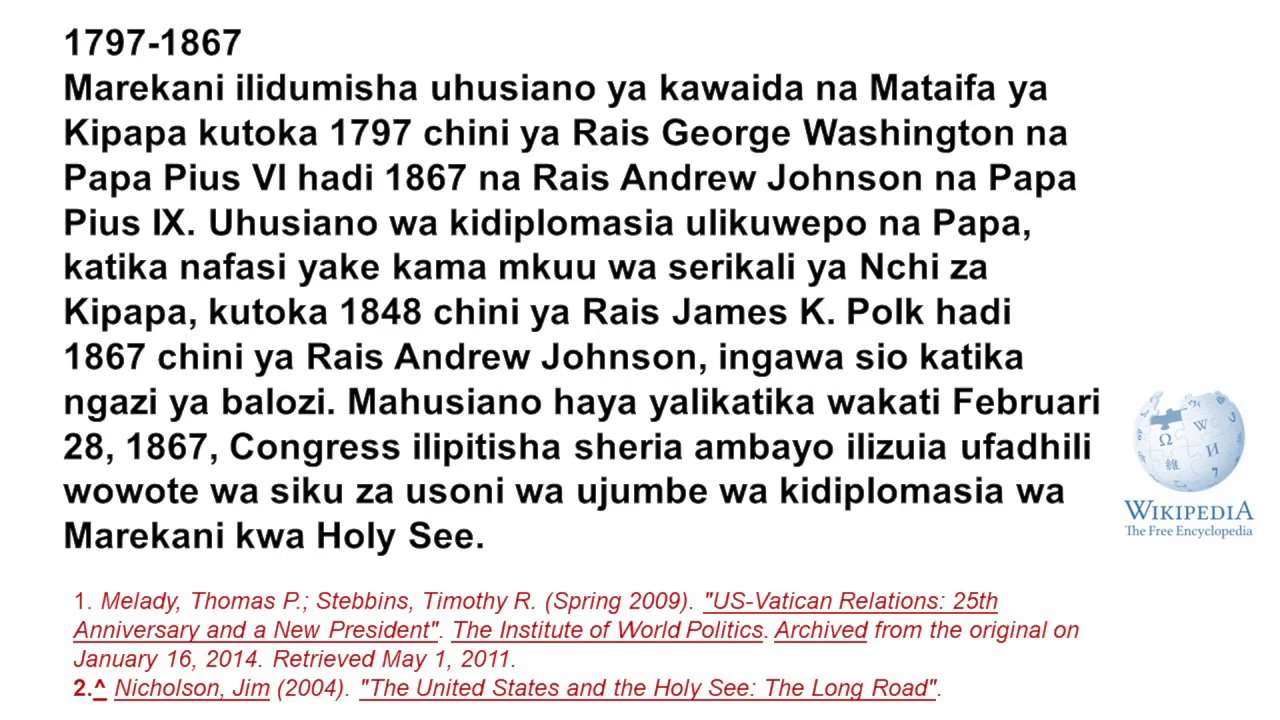 1797-1867
Marekani ilidumisha uhusiano ya kawaida na Mataifa ya
Kipapa kutoka 1797 chini ya Rais George Washington na
Papa Pius VI hadi 1867 na Rais Andrew Johnson na Papa
Pius IX. Uhusiano wa kidiplomasia ulikuwepo na Papa,
katika nafasi yake kama mkuu wa serikali ya Nchi za
Kipapa, kutoka 1848 chini ya Rais James K. Polk hadi
1867 chini ya Rais Andrew Johnson, ingawa sio katika
ngazi ya balozi. Mahusiano haya yalikatika wakati Februari
28, 1867, Congress ilipitisha sheria ambayo ilizuia ufadhili
wowote wa siku za usoni wa ujumbe wa kidiplomasia wa
Marekani kwa Holy See.
Ω W
維 И
WIKIPEDIA
The Free Encyclopedia
1. Melady, Thomas P.; Stebbins, Timothy R. (Spring 2009). "US-Vatican Relations: 25th
Anniversary and a New President". The Institute of World Politics. Archived from the original on
January 16, 2014. Retrieved May 1, 2011.
2.^ Nicholson, Jim (2004). "The United States and the Holy See: The Long Road".